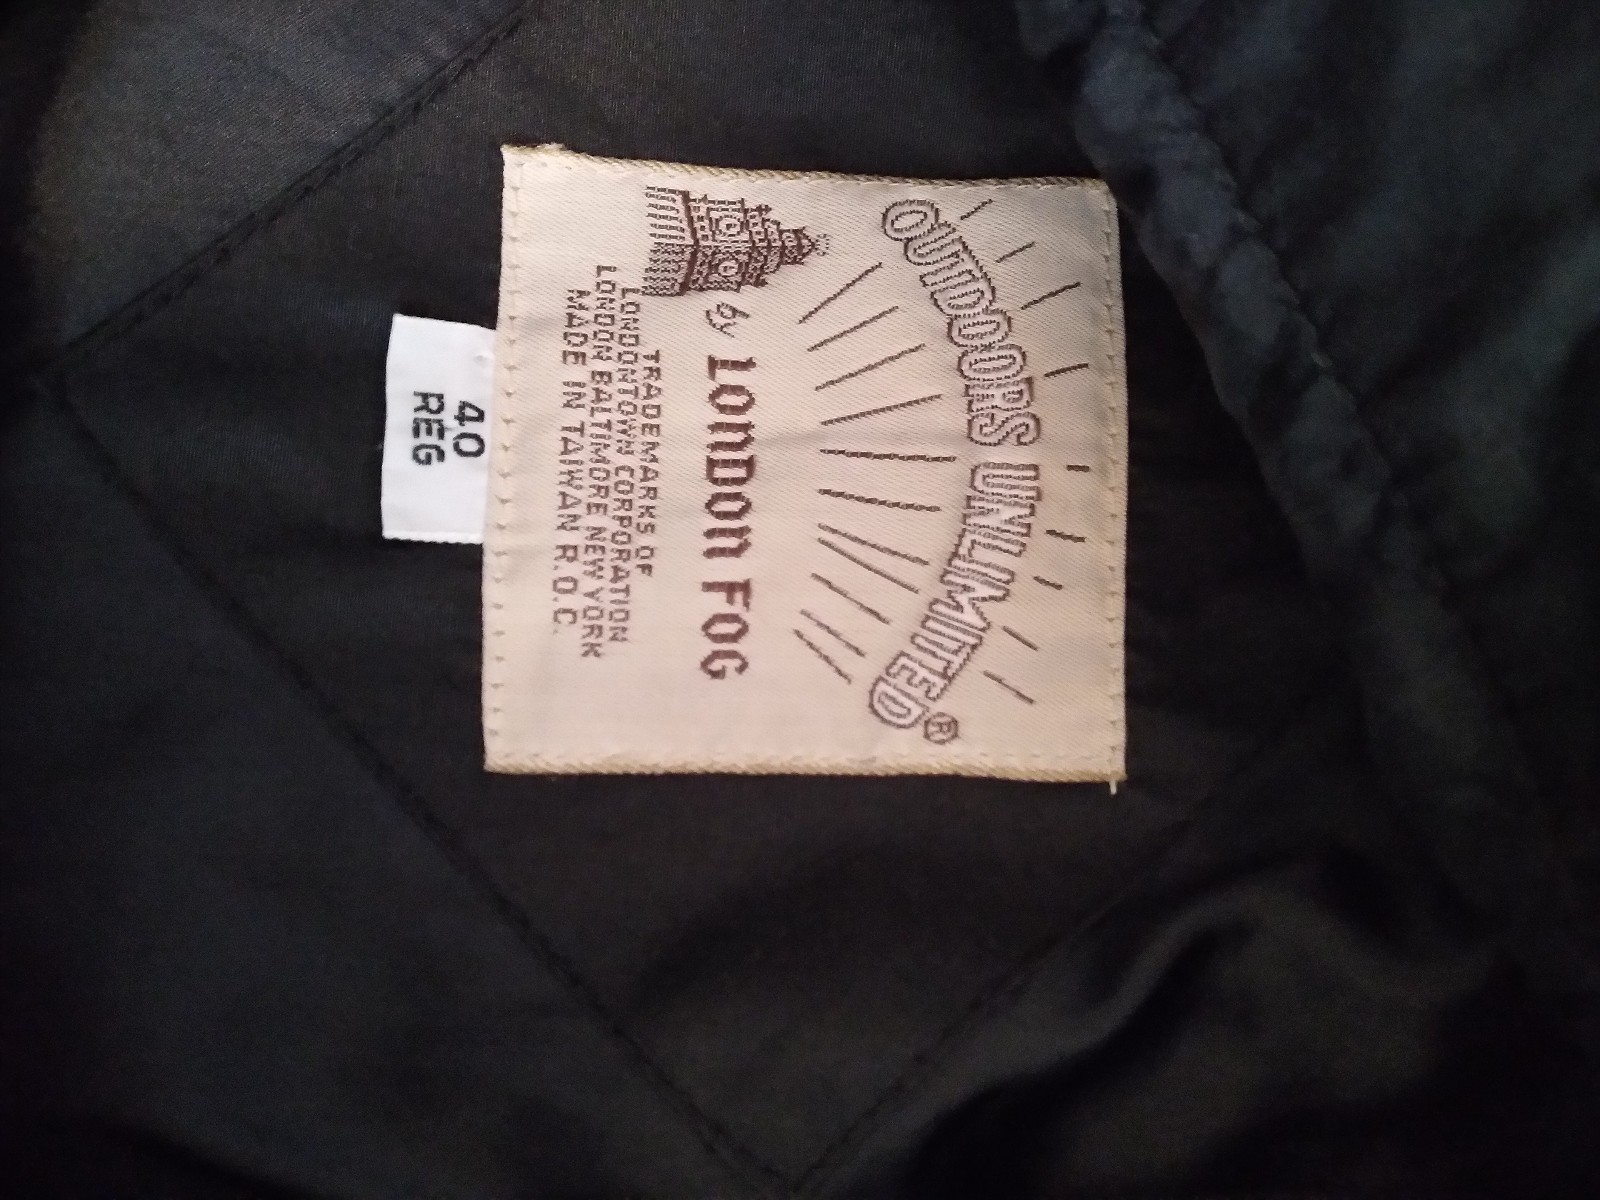 OUTDOORS UNLIMITED®
by LONDON FOG
TRADEMARKS OF
LONDONTOWN CORPORATION
LONDON BALTIMORE NEW YORK
MADE IN TAIWAN R.O.C.
40
REG